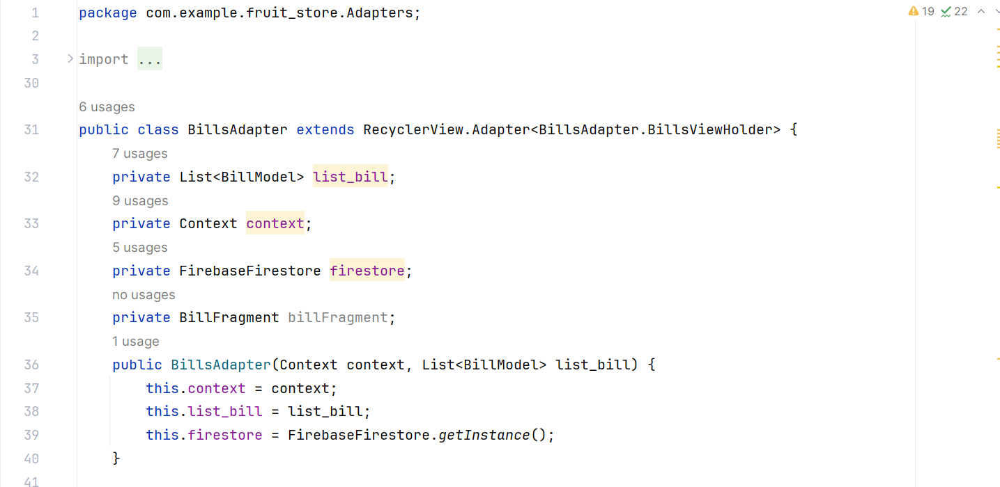 1 package com.example.fruit_store.Adapters; 19 22
2
3 import ...
30
6 usages
31 public class BillsAdapter extends RecyclerView.Adapter<BillsAdapter.BillsViewHolder> {
7 usages
32 private List<BillModel> list_bill;
9 usages
33 private Context context;
5 usages
34 private FirebaseFirestore firestore;
no usages
35 private BillFragment billFragment;
1 usage
36 public BillsAdapter(Context context, List<BillModel> list_bill) {
37 this.context = context;
38 this.list_bill = list_bill;
39 this.firestore = FirebaseFirestore.getInstance();
40 }
41